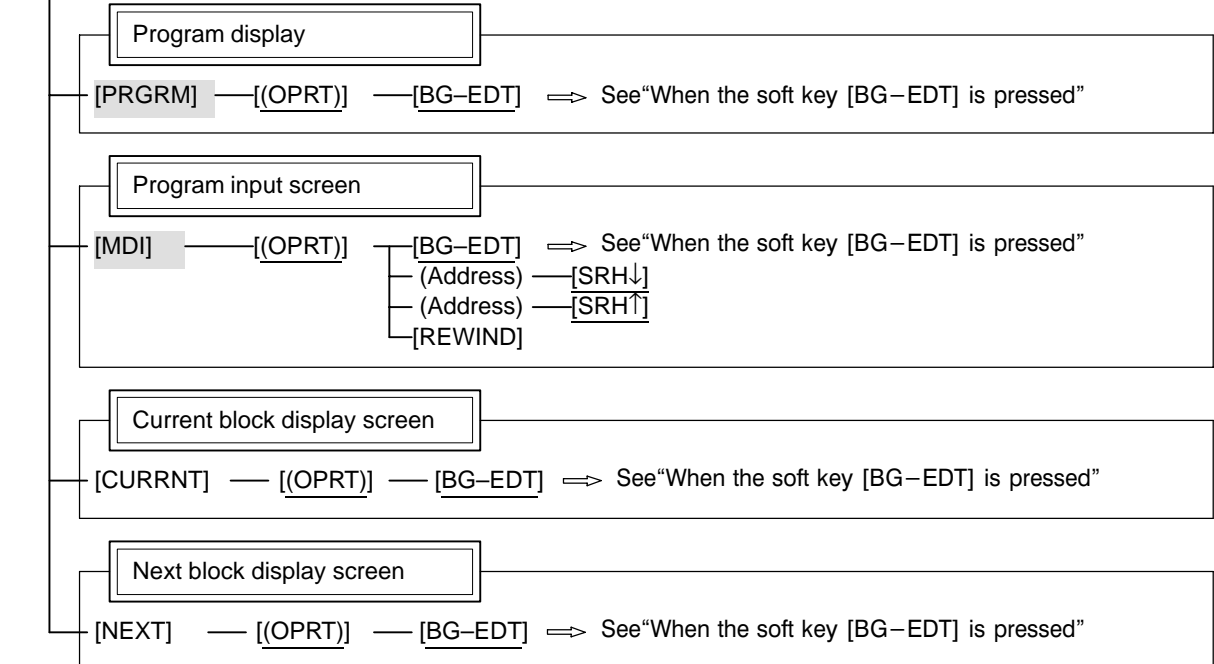 Program display
[PRGRM] [(OPRT)] [BG–EDT] ⇒ See“When the soft key [BG−EDT] is pressed”
Program input screen
[MDI] [(OPRT)] [BG–EDT] ⇒ See“When the soft key [BG−EDT] is pressed”
(Address) [SRH↓]
(Address) [SRH↑]
[REWIND]
Current block display screen
[CURRNT] [(OPRT)] [BG–EDT] ⇒ See“When the soft key [BG−EDT] is pressed”
Next block display screen
[NEXT] [(OPRT)] [BG–EDT] ⇒ See“When the soft key [BG−EDT] is pressed”